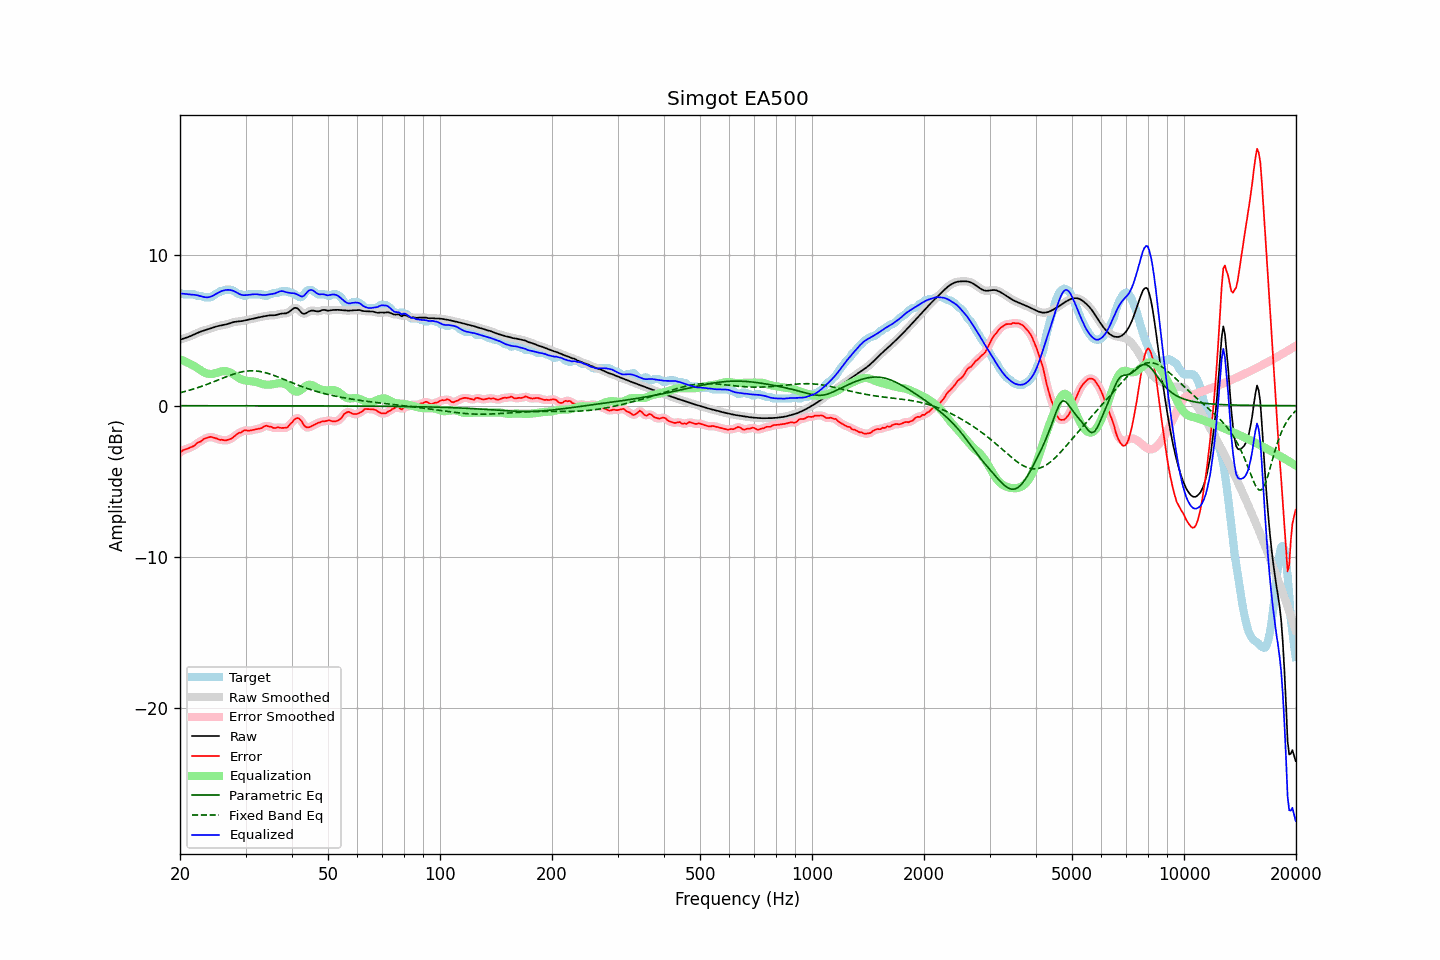 Simgot EA500
Amplitude (dBr)
10
0
−10
−20
Target
Raw Smoothed
Error Smoothed
Raw
Error
Equalization
Parametric Eq
Fixed Band Eq
Equalized
20 50 100 200 500 1000 2000 5000 10000 20000
Frequency (Hz)